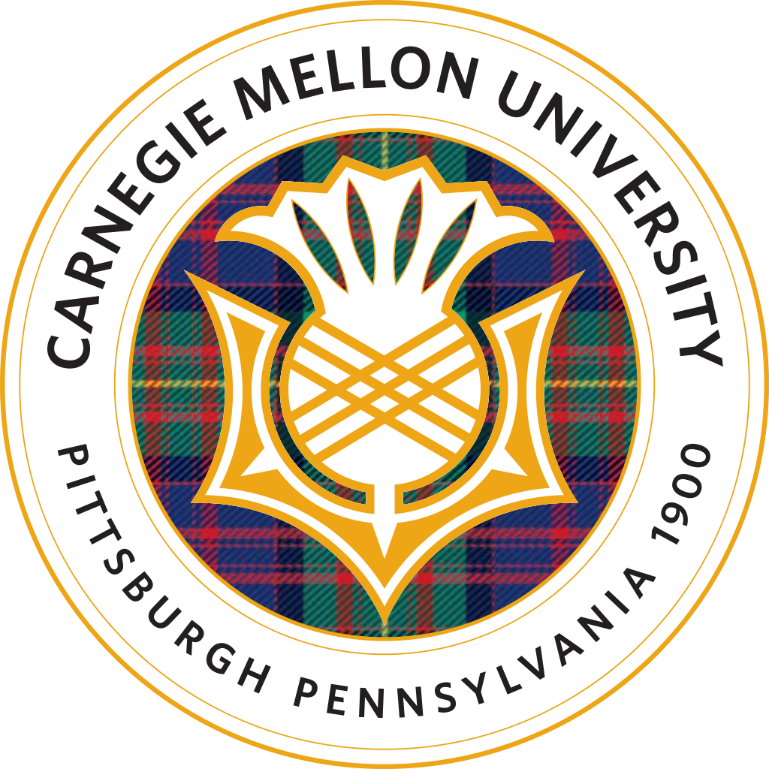 CARNEGIE MELLON UNIVERSITY
PITTSBURGH PENNSYLVANIA 1900